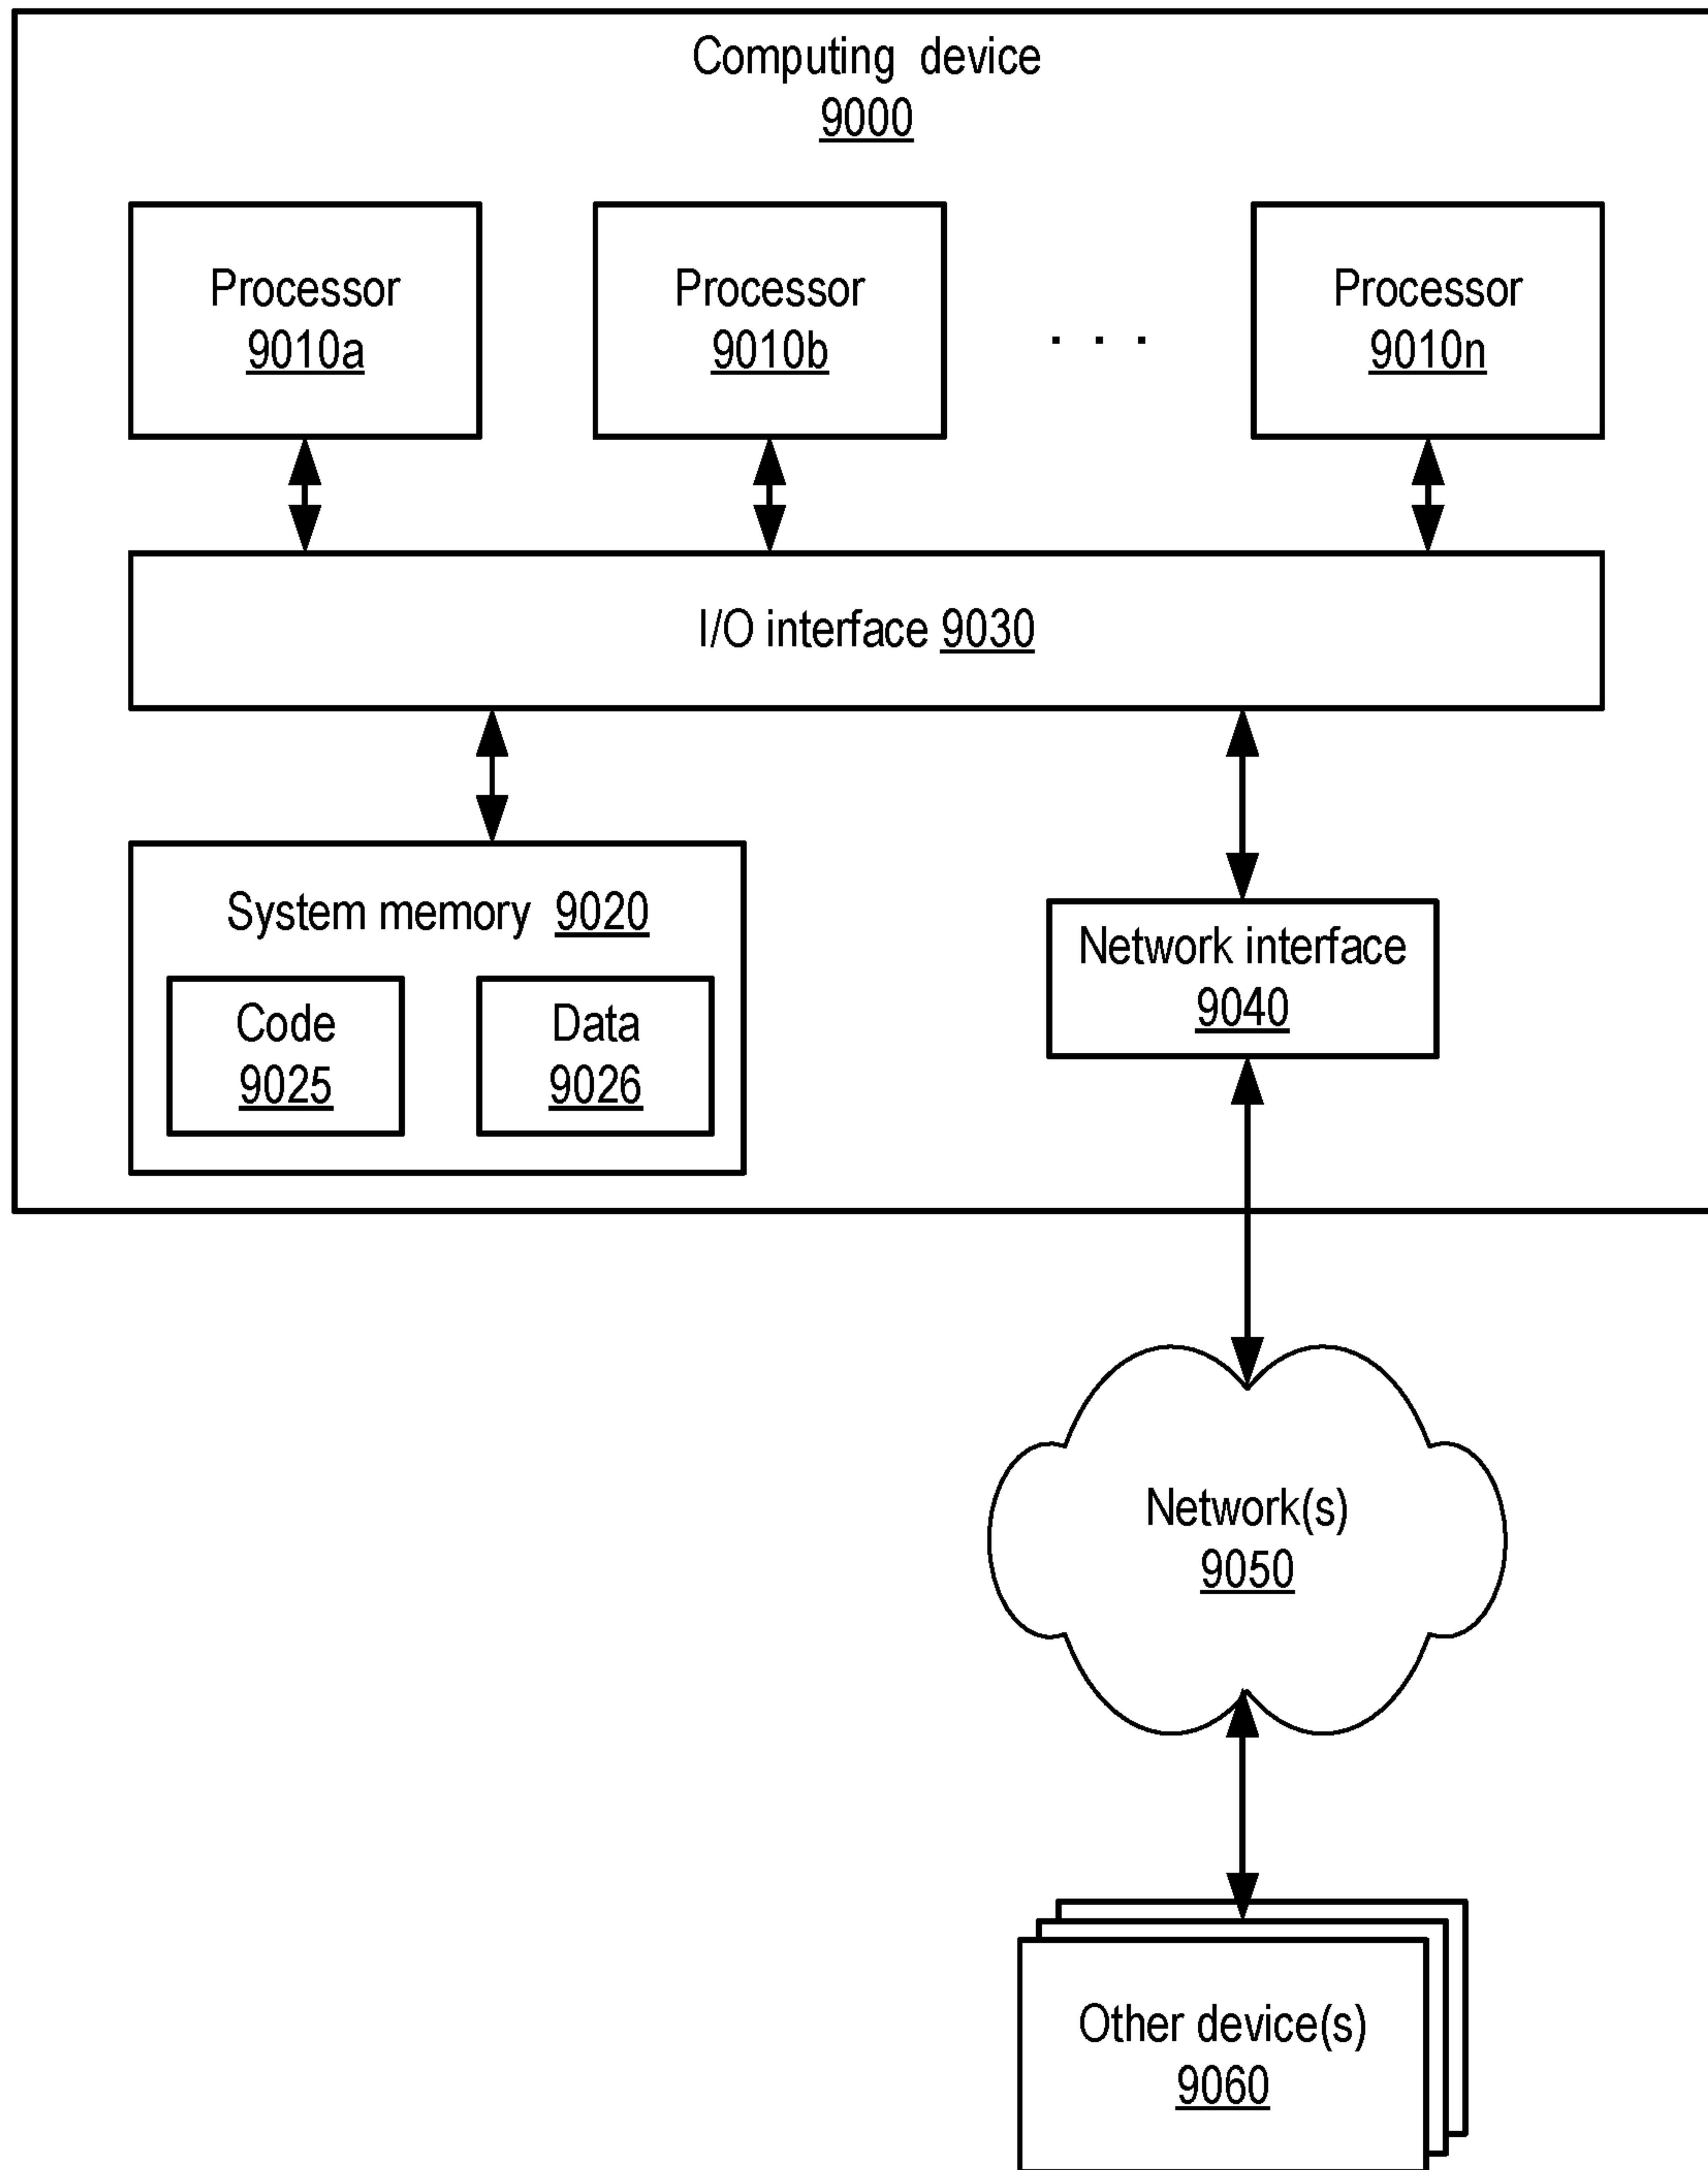 Computing device
9000
Processor
9010a
Processor
9010b
. . .
Processor
9010n
I/O interface 9030
System memory 9020
Code
9025
Data
9026
Network interface
9040
Network(s)
9050
Other device(s)
9060